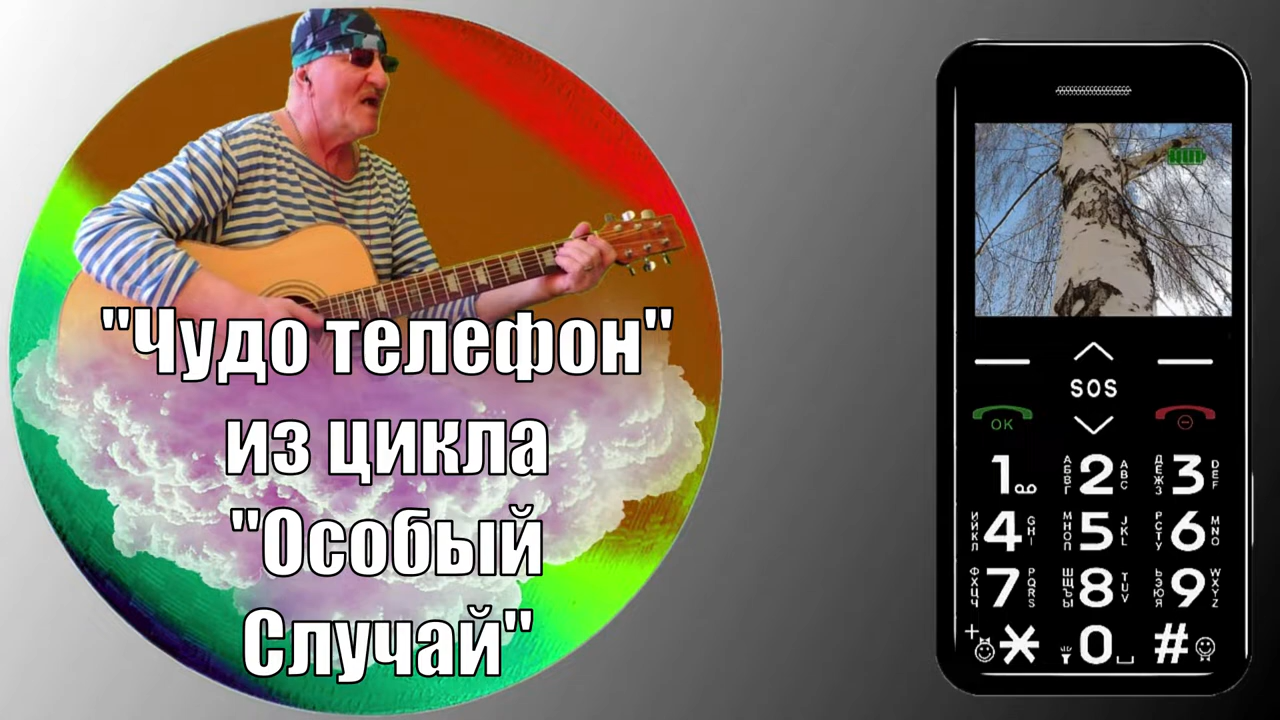 "Чудо телефон"
из цикла
"Особый
Случай"
SOS
OK
1
АБВГ 2 ABC
ДЕЖЗ 3 DEF
ИЙКЛ 4 GHI
МНОП 5 JKL
РСТУ 6 MNO
ФХЦЧ 7 PQRS
ШЩЪЫ 8 TUV
ЬЭЮЯ 9 WXYZ
+ *
0
#